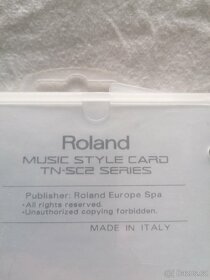 Roland
MUSIC STYLE CARD
TN-SC2 SERIES
Publisher: Roland Europe Spa
•All rights reserved.
•Unauthorized copying forbidden.
MADE IN ITALY